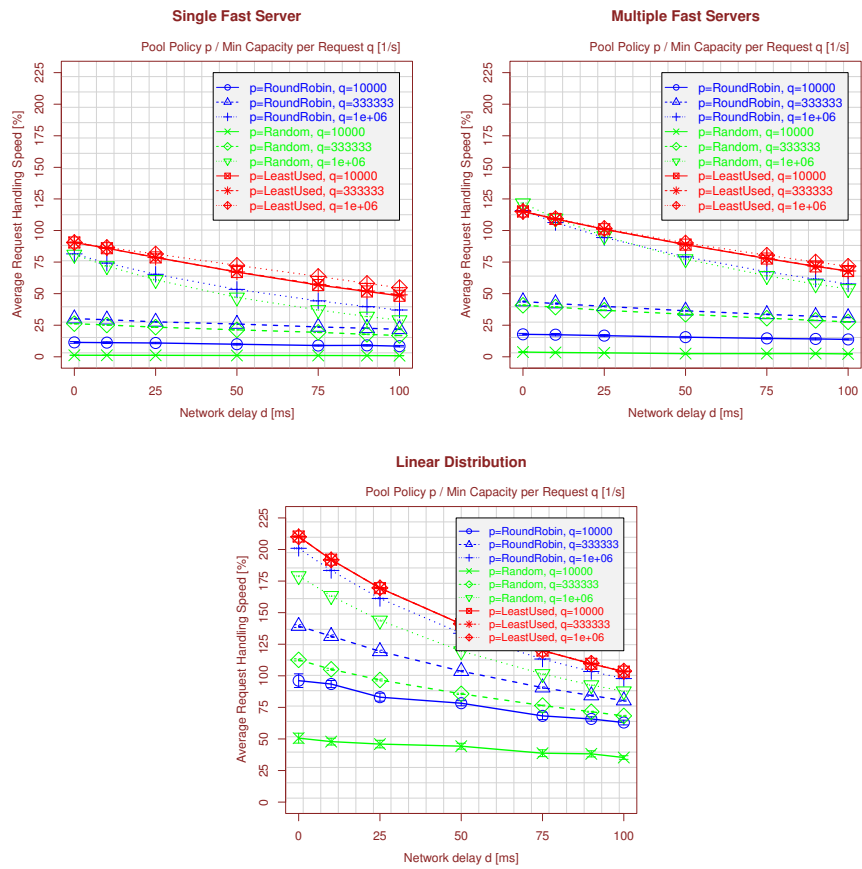 Single Fast Server
Pool Policy p / Min Capacity per Request q [1/s]
Average Request Handling Speed [%]
225
200
175
150
125
100
75
50
25
0
p=RoundRobin, q=10000
p=RoundRobin, q=333333
p=RoundRobin, q=1e+06
p=Random, q=10000
p=Random, q=333333
p=Random, q=1e+06
p=LeastUsed, q=10000
p=LeastUsed, q=333333
p=LeastUsed, q=1e+06
0 25 50 75 100
Network delay d [ms]
Multiple Fast Servers
Pool Policy p / Min Capacity per Request q [1/s]
Average Request Handling Speed [%]
225
200
175
150
125
100
75
50
25
0
p=RoundRobin, q=10000
p=RoundRobin, q=333333
p=RoundRobin, q=1e+06
p=Random, q=10000
p=Random, q=333333
p=Random, q=1e+06
p=LeastUsed, q=10000
p=LeastUsed, q=333333
p=LeastUsed, q=1e+06
0 25 50 75 100
Network delay d [ms]
Linear Distribution
Pool Policy p / Min Capacity per Request q [1/s]
Average Request Handling Speed [%]
225
200
175
150
125
100
75
50
25
0
p=RoundRobin, q=10000
p=RoundRobin, q=333333
p=RoundRobin, q=1e+06
p=Random, q=10000
p=Random, q=333333
p=Random, q=1e+06
p=LeastUsed, q=10000
p=LeastUsed, q=333333
p=LeastUsed, q=1e+06
0 25 50 75 100
Network delay d [ms]